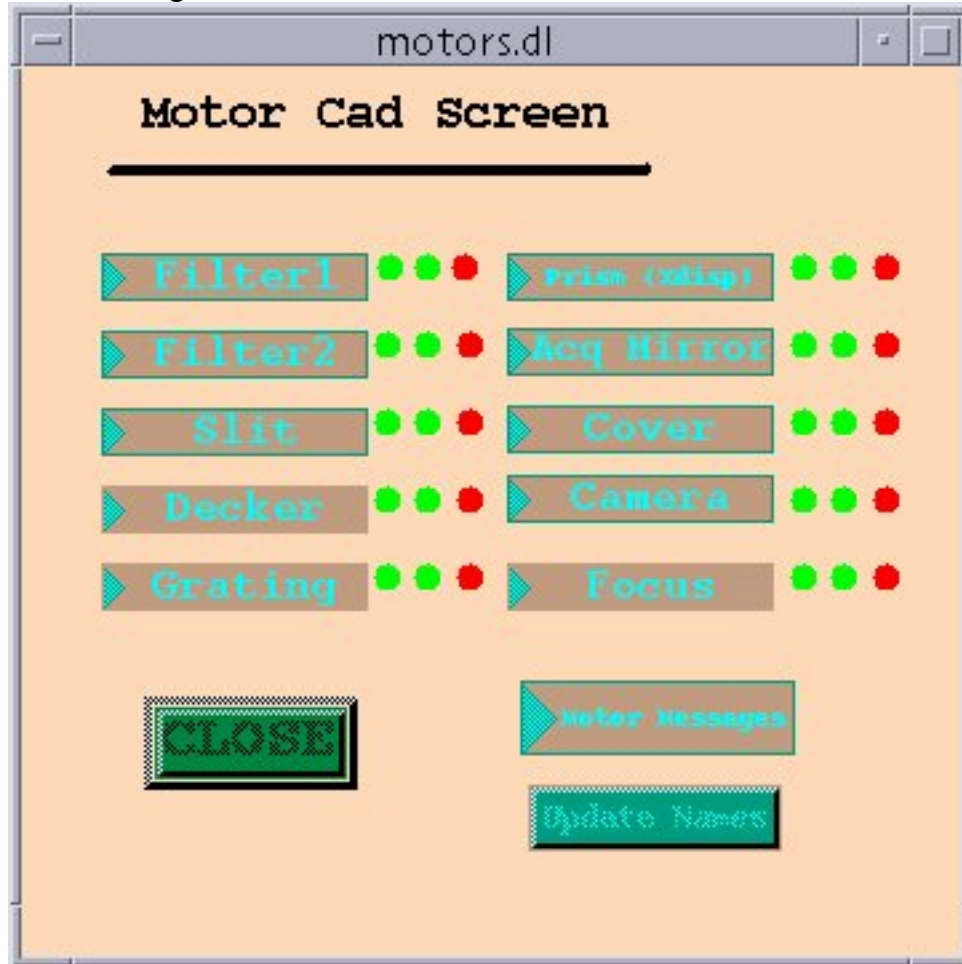 motors.dl
Motor Cad Screen
Filter1
Prism (Xdisp)
Filter2
Acq Mirror
Slit
Cover
Decker
Camera
Grating
Focus
CLOSE
Motor Messages
Update Names